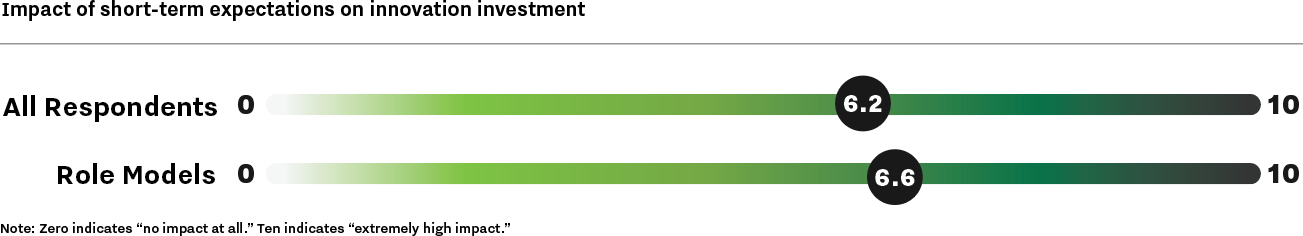 Impact of short-term expectations on innovation investment
All Respondents 0 6.2 10
Role Models 0 6.6 10
Note: Zero indicates “no impact at all.” Ten indicates “extremely high impact.”